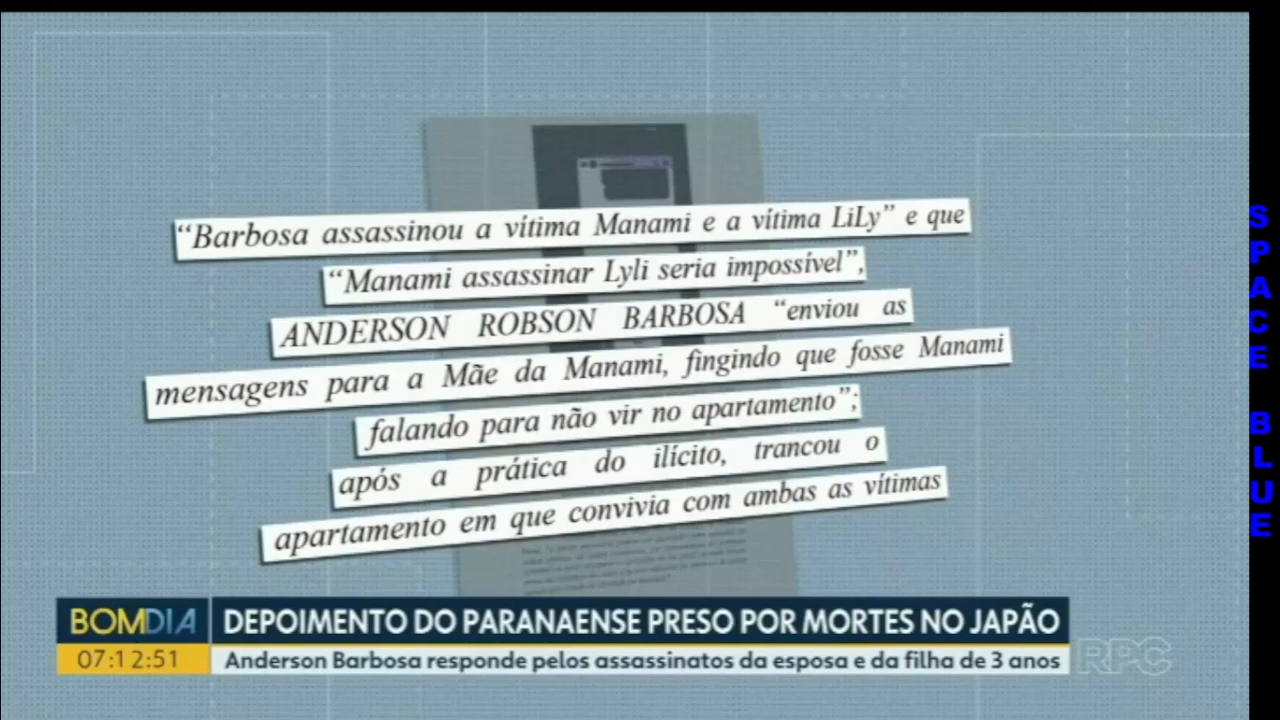 “Barbosa assassinou a vítima Manami e a vítima LiLy” e que
“Manami assassinar Lyli seria impossível”,
ANDERSON ROBSON BARBOSA “enviou as
mensagens para a Mãe da Manami, fingindo que fosse Manami
falando para não vir no apartamento”;
após a prática do ilícito, trancou o
apartamento em que convivia com ambas as vítimas
BOMDIA
DEPOIMENTO DO PARANAENSE PRESO POR MORTES NO JAPÃO
07:12:51
Anderson Barbosa responde pelos assassinatos da esposa e da filha de 3 anos
RPC
SPACE BLUE